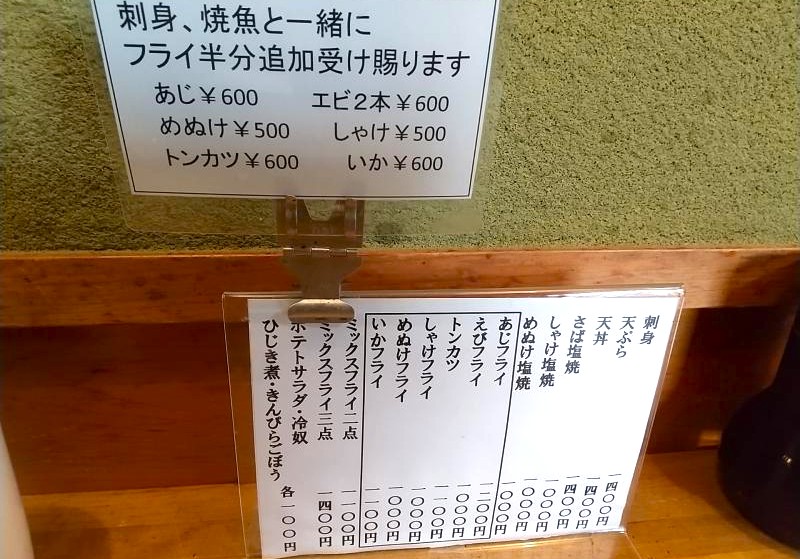 刺身、焼魚と一緒に
フライ半分追加受け賜ります
あじ￥600 エビ2本￥600
めぬけ￥500 しゃけ￥500
トンカツ￥600 いか￥600
刺身 一四〇〇円
天ぷら 一四〇〇円
天丼 一四〇〇円
さば塩焼 一〇〇〇円
しゃけ塩焼 一〇〇〇円
めぬけ塩焼 一〇〇〇円
あじフライ 一二〇〇円
えびフライ 一〇〇〇円
トンカツ 一一〇〇円
しゃけフライ 一〇〇〇円
めぬけフライ 一〇〇〇円
いかフライ 一一〇〇円
ミックスフライ二点 一一〇〇円
ミックスフライ三点 一四〇〇円
ポテトサラダ・冷奴
ひじき煮・きんぴらごぼう 各一〇〇円